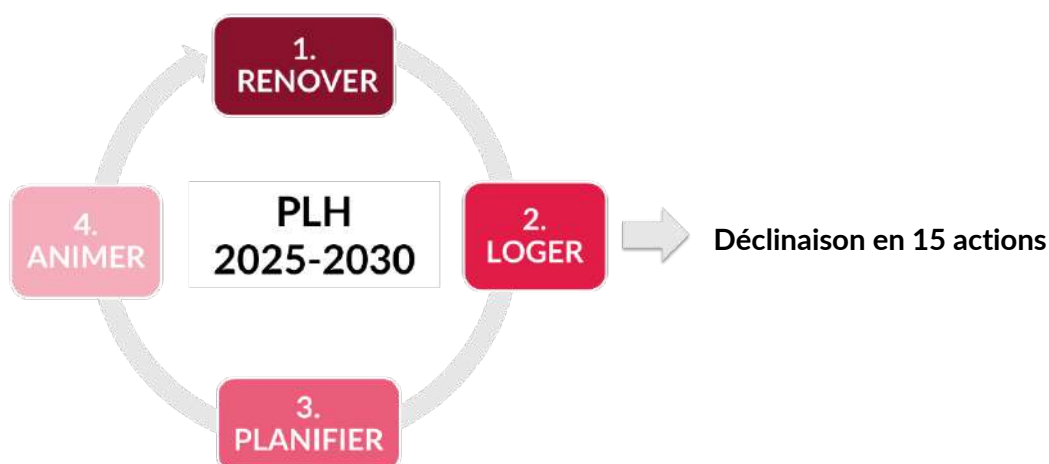 1.
RENOVER
4.
ANIMER
PLH
2025-2030
2.
LOGER
Déclinaison en 15 actions
3.
PLANIFIER